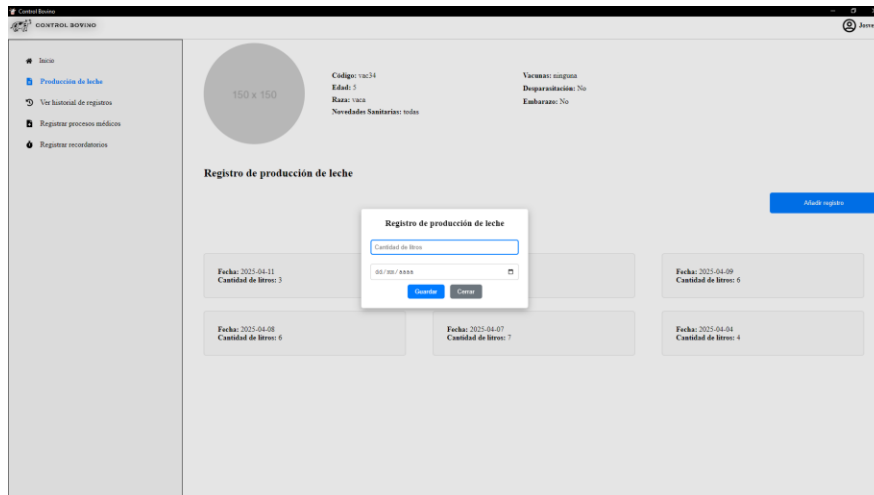 Control Bovino
CONTROL BOVINO
Inicio
Producción de leche
Ver historial de registros
Registrar procesos médicos
Registrar recordatorios
150 x 150
Código: vac34
Edad: 5
Raza: vaca
Novedades Sanitarias: todas
Vacunas: ninguna
Desparasitación: No
Embarazo: No
Registro de producción de leche
Añadir registro
Registro de producción de leche
Cantidad de litros
dd/mm/aaaa
Guardar Cerrar
Fecha: 2025-04-11
Cantidad de litros: 3
Fecha: 2025-04-09
Cantidad de litros: 6
Fecha: 2025-04-08
Cantidad de litros: 6
Fecha: 2025-04-07
Cantidad de litros: 7
Fecha: 2025-04-04
Cantidad de litros: 4